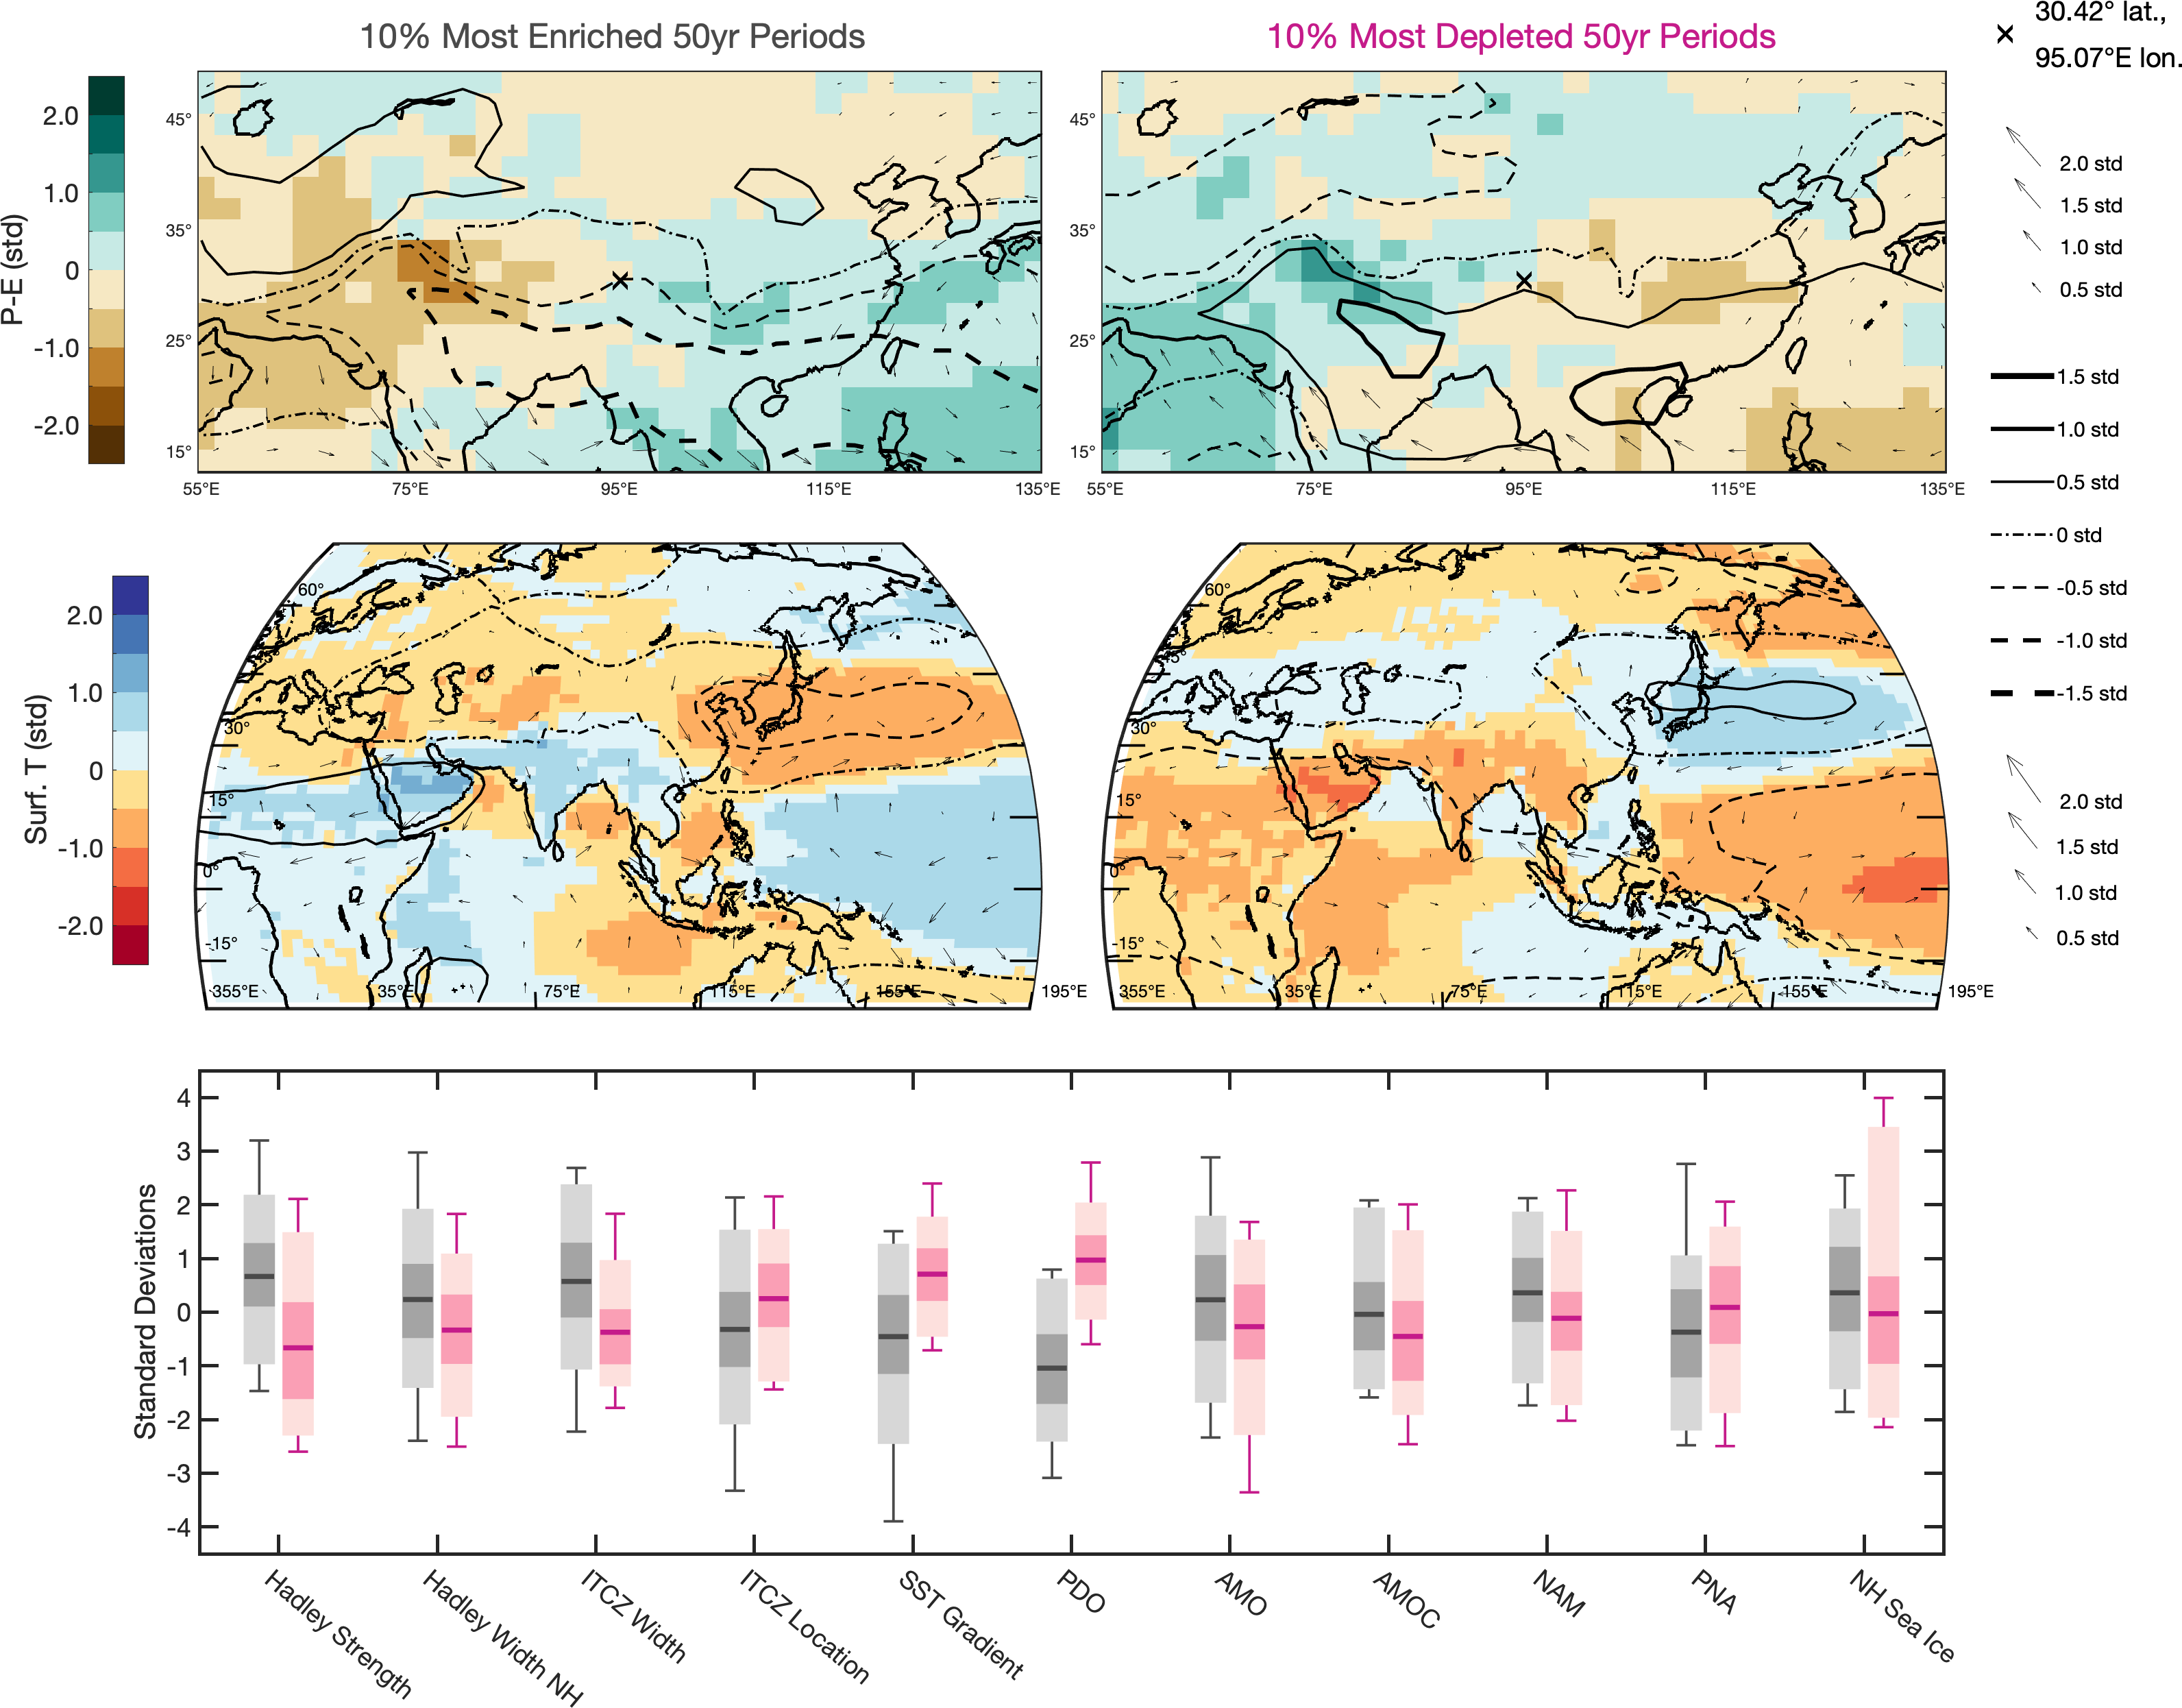 10% Most Enriched 50yr Periods
10% Most Depleted 50yr Periods
30.42° lat.,
95.07°E lon.
P-E (std)
2.0
1.0
0
-1.0
-2.0
45°
35°
25°
15°
55°E
75°E
95°E
115°E
135°E
45°
35°
25°
15°
55°E
75°E
95°E
115°E
135°E
2.0 std
1.5 std
1.0 std
0.5 std
1.5 std
1.0 std
0.5 std
0 std
-0.5 std
-1.0 std
-1.5 std
Surf. T (std)
2.0
1.0
0
-1.0
-2.0
60°
45°
30°
15°
0°
-15°
355°E
35°E
75°E
115°E
155°E
195°E
60°
45°
30°
15°
0°
-15°
355°E
35°E
75°E
115°E
155°E
195°E
2.0 std
1.5 std
1.0 std
0.5 std
Standard Deviations
4
3
2
1
0
-1
-2
-3
-4
Hadley Strength
Hadley Width NH
ITCZ Width
ITCZ Location
SST Gradient
PDO
AMO
AMOC
NAM
PNA
NH Sea Ice